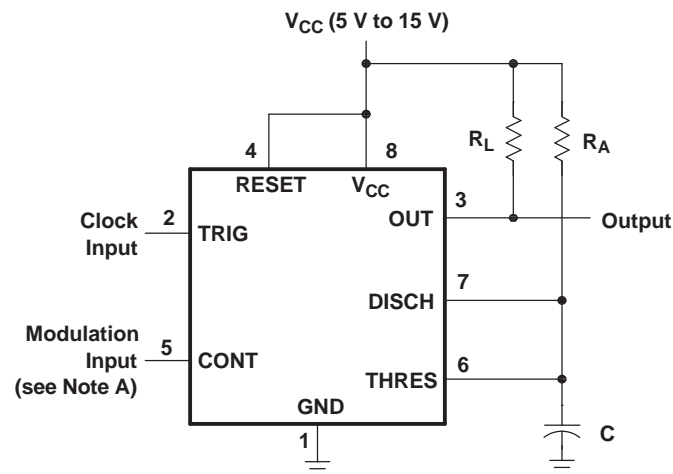 VCC (5 V to 15 V)
RL
RA
4
8
RESET
VCC
3
OUT
Output
Clock
Input
2
TRIG
7
DISCH
Modulation
Input
(see Note A)
5
CONT
6
THRES
GND
1
C